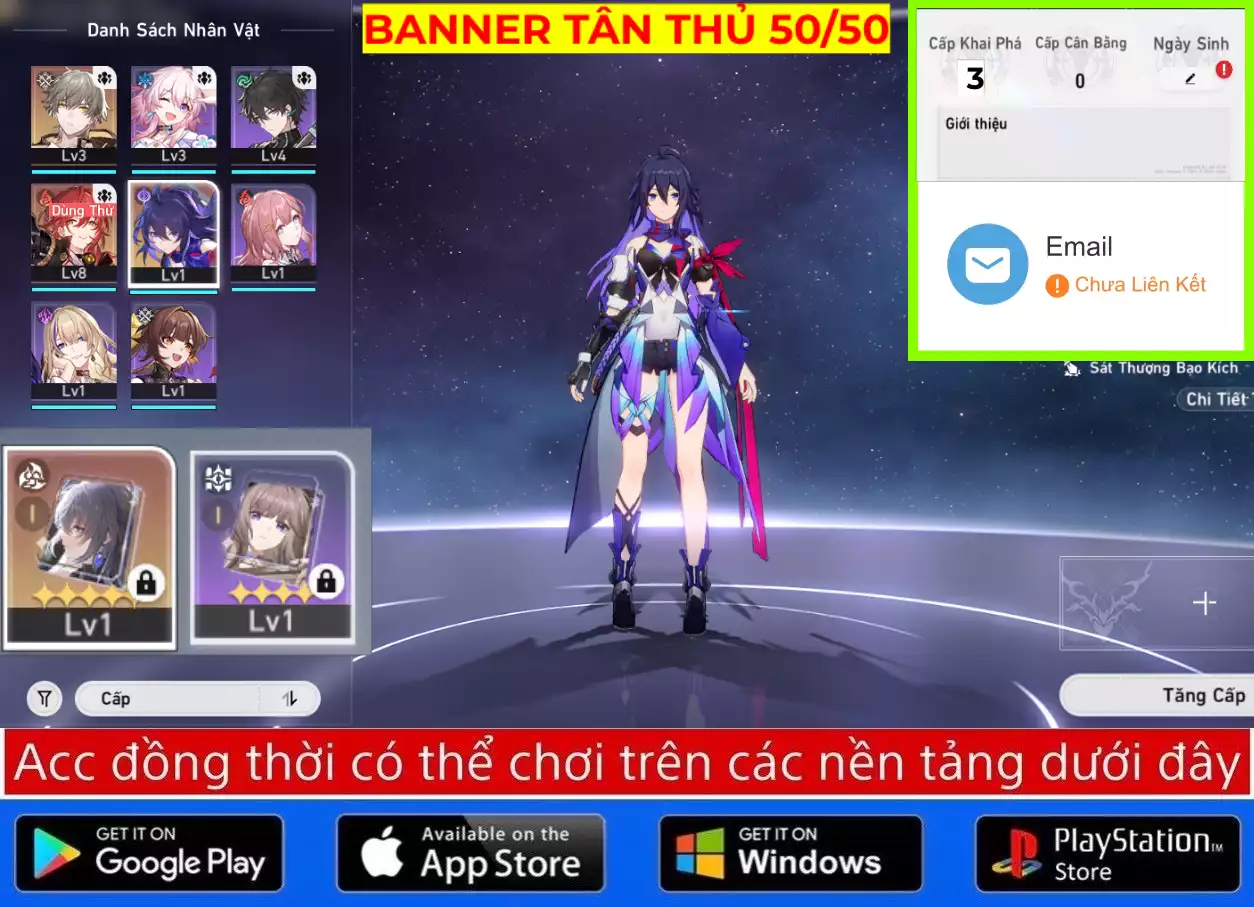 Danh Sách Nhân Vật
BANNER TÂN THỦ 50/50
Cấp Khai Phá
Cấp Cân Bằng
Ngày Sinh
3
0
Giới thiệu
Email
Chưa Liên Kết
Sát Thương Bạo Kích
Chi Tiết
Lv3
Lv3
Lv4
Dùng Thử
Lv8
Lv1
Lv1
Lv1
Lv1
Lv1
Lv1
Cấp
Tăng Cấp
Acc đồng thời có thể chơi trên các nền tảng dưới đây
GET IT ON
Google Play
Available on the
App Store
GET IT ON
Windows
PlayStation™
Store